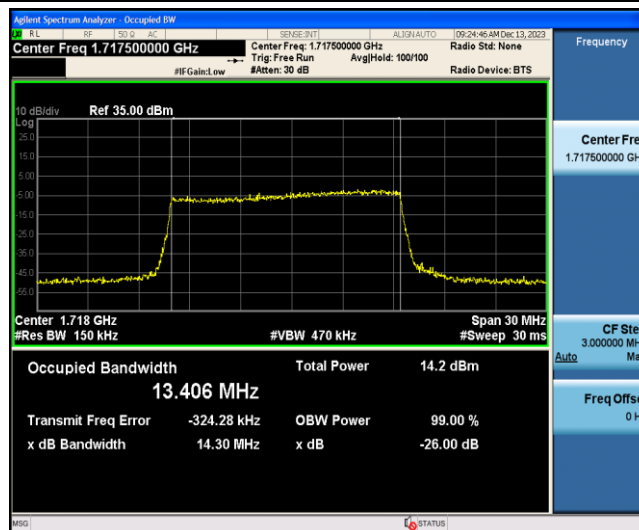 Agilent Spectrum Analyzer - Occupied BW
RL RF 50 Ω AC SENSE:INT ALIGNAUTO 09:24:46 AM Dec 13, 2023
Center Freq 1.717500000 GHz
Center Freq: 1.717500000 GHz Radio Std: None
Trig: Free Run Avg|Hold: 100/100
#IFGain:Low #Atten: 30 dB Radio Device: BTS
Frequency
10 dB/div Ref 35.00 dBm
Log
25.0
15.0
5.00
-5.00
-15.0
-25.0
-35.0
-45.0
-55.0
Center 1.718 GHz Span 30 MHz
#Res BW 150 kHz #VBW 470 kHz #Sweep 30 ms
Occupied Bandwidth Total Power 14.2 dBm
13.406 MHz
Transmit Freq Error -324.28 kHz OBW Power 99.00 %
x dB Bandwidth 14.30 MHz x dB -26.00 dB
Center Fre
1.717500000 GH
CF Ste
3.000000 MH
Auto Ma
Freq Offse
0 H
MSG STATUS